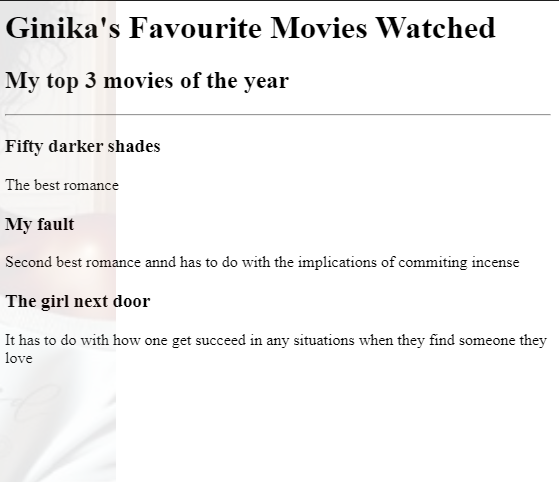 Ginika's Favourite Movies Watched
My top 3 movies of the year
Fifty darker shades
The best romance
My fault
Second best romance annd has to do with the implications of commiting incense
The girl next door
It has to do with how one get succeed in any situations when they find someone they
love